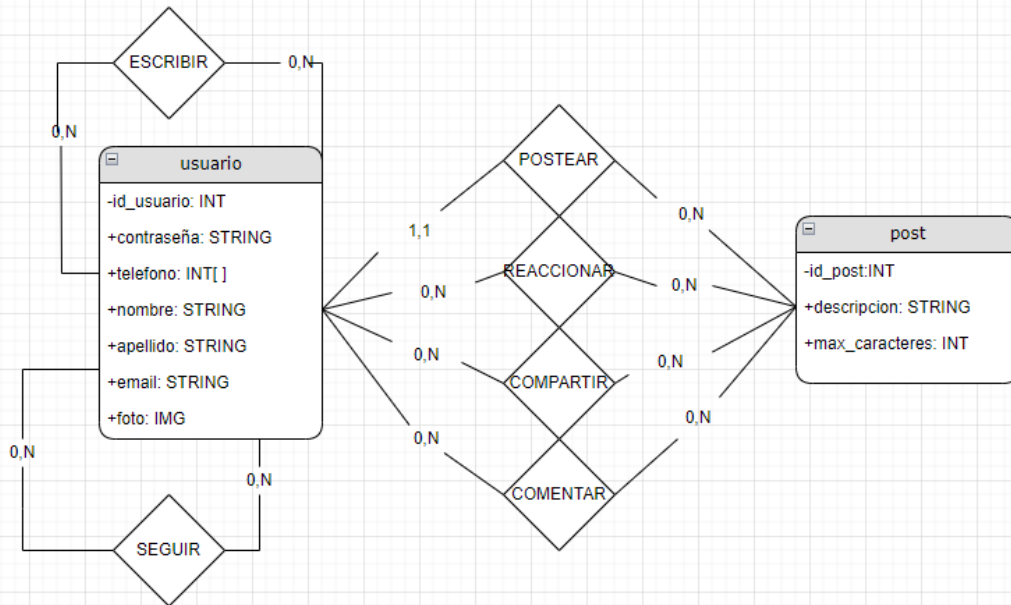 ESCRIBIR
0,N
0,N
usuario
-id_usuario: INT
+contraseña: STRING
+telefono: INT[ ]
+nombre: STRING
+apellido: STRING
+email: STRING
+foto: IMG
0,N
0,N
SEGUIR
POSTEAR
1,1
0,N
REACCIONAR
0,N
0,N
COMPARTIR
0,N
0,N
COMENTAR
0,N
0,N
post
-id_post:INT
+descripcion: STRING
+max_caracteres: INT